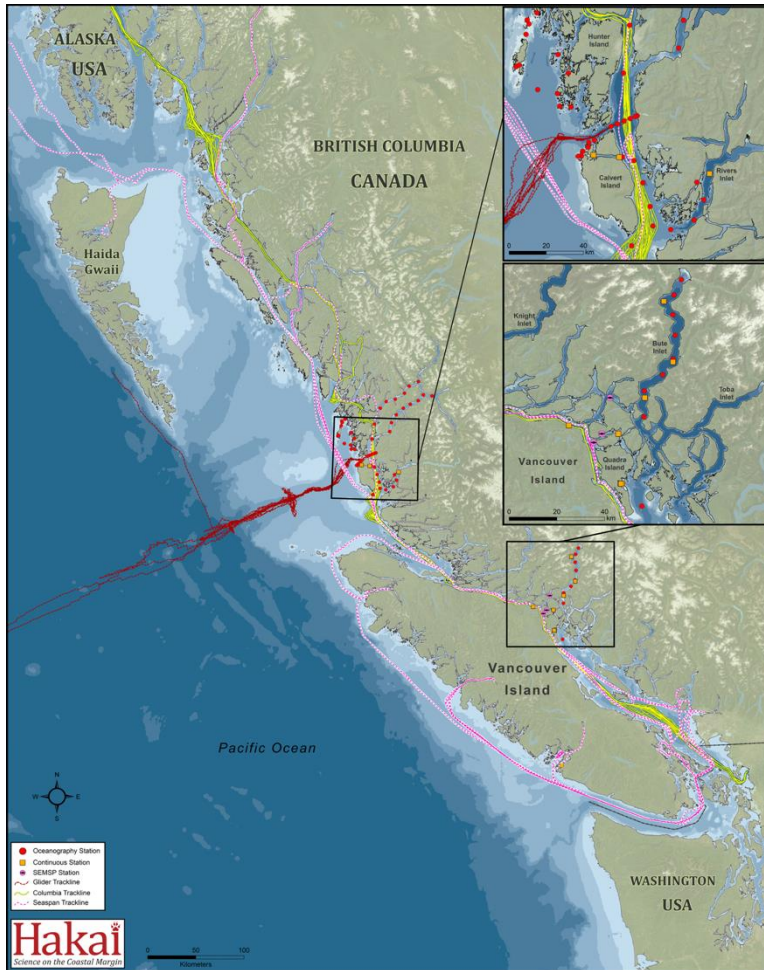 ALASKA
USA
BRITISH COLUMBIA
CANADA
Haida
Gwaii
Hunter
Island
Calvert
Island
Rivers
Inlet
0 20 40
km
Knight
Inlet
Bute
Inlet
Toba
Inlet
Quadra
Island
Vancouver
Island
0 20 40
km
Vancouver
Island
Pacific Ocean
N
W E
S
WASHINGTON
USA
Oceanography Station
Continuous Station
SEMSP Station
Glider Trackline
Columbia Trackline
Seaspan Trackline
Hakai
Science on the Coastal Margin
0 50 100
Kilometers